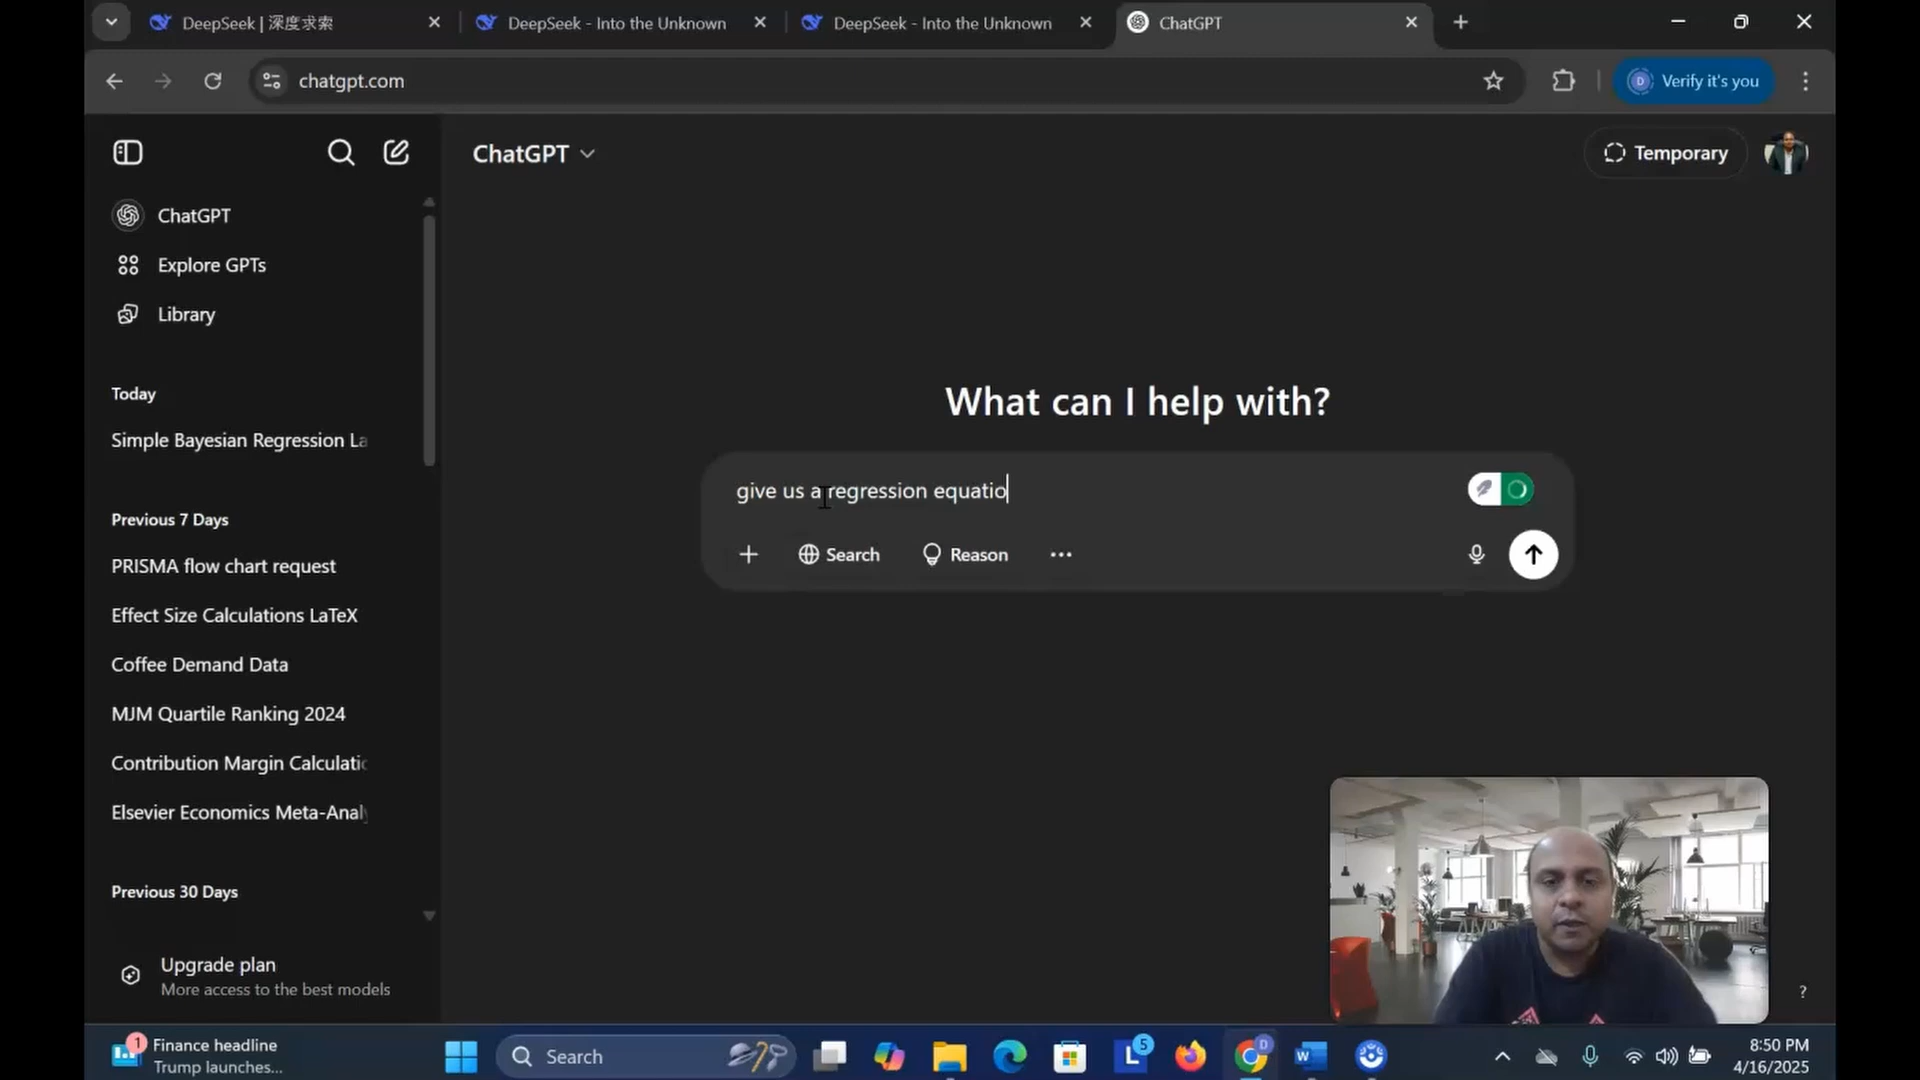 DeepSeek | 深度求索
DeepSeek - Into the Unknown
DeepSeek - Into the Unknown
ChatGPT
chatgpt.com
D
Verify it's you
ChatGPT
Temporary
ChatGPT
Explore GPTs
Library
Today
Simple Bayesian Regression La
Previous 7 Days
PRISMA flow chart request
Effect Size Calculations LaTeX
Coffee Demand Data
MJM Quartile Ranking 2024
Contribution Margin Calculatic
Elsevier Economics Meta-Anal
Previous 30 Days
Upgrade plan
More access to the best models
What can I help with?
give us a regression equatio
+ Search Reason ...
?
1
Finance headline
Trump launches...
Search
L 5
D
W
8:50 PM
4/16/2025